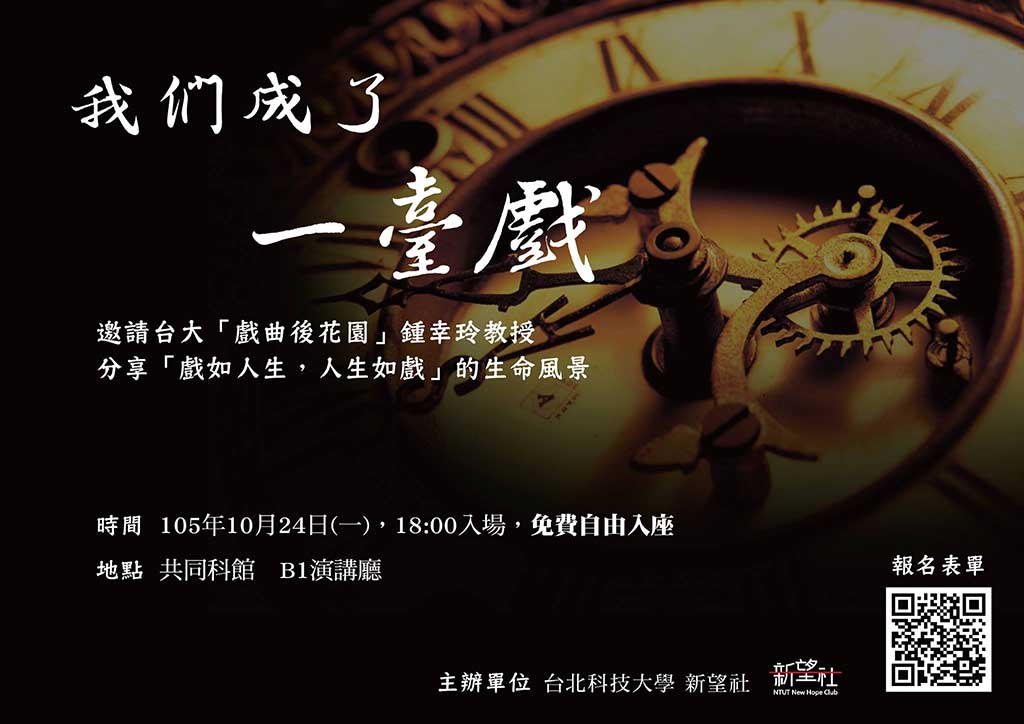 我们成了
一臺戲
邀請台大「戲曲後花園」鍾幸玲教授
分享「戲如人生，人生如戲」的生命風景
時間 105年10月24日(一)，18:00入場，免費自由入座
地點 共同科館 B1演講廳
報名表單
主辦單位 台北科技大學 新望社
新望社
NTUT New Hope Club